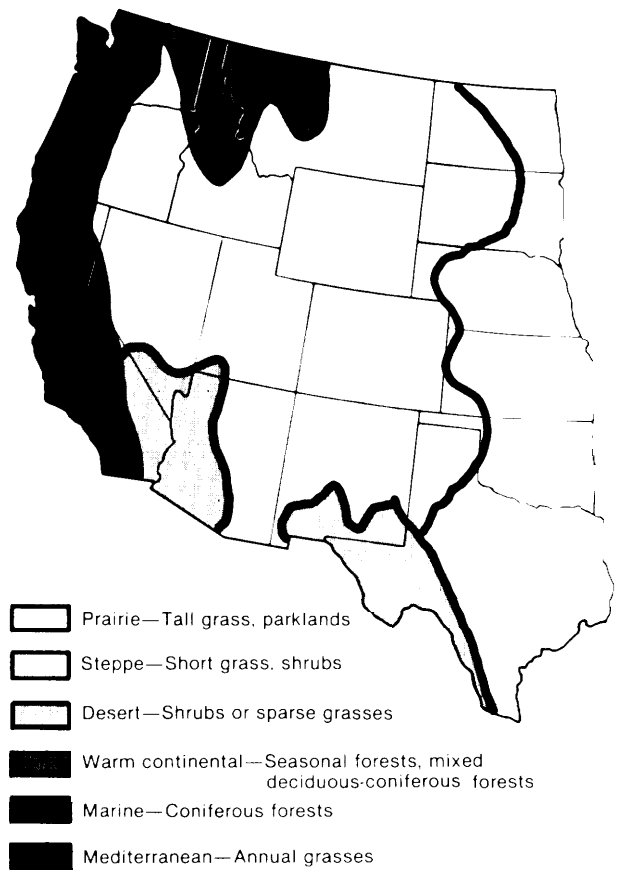 Prairie—Tall grass, parklands
Steppe—Short grass, shrubs
Desert—Shrubs or sparse grasses
Warm continental—Seasonal forests, mixed
deciduous-coniferous forests
Marine—Coniferous forests
Mediterranean—Annual grasses